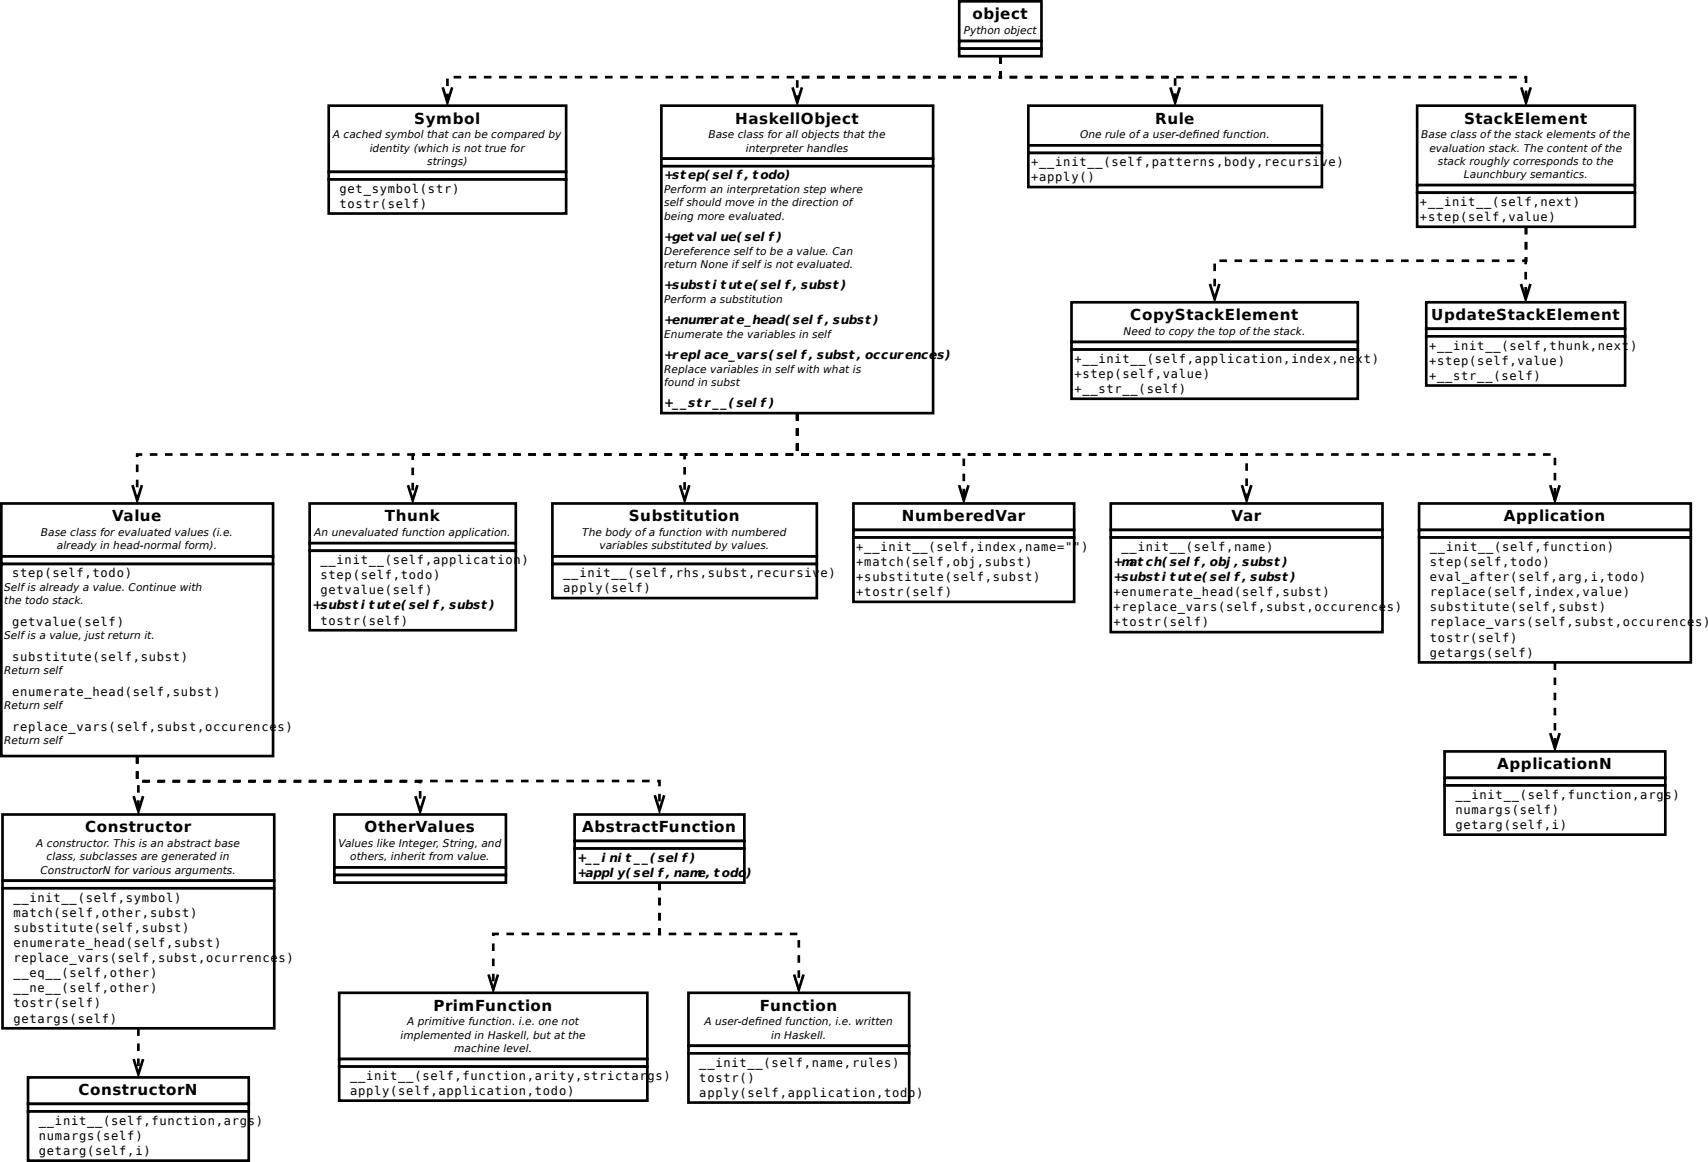 object
Python object
Symbol
A cached symbol that can be compared by
identity (which is not true for
strings)
get_symbol(str)
tostr(self)
HaskellObject
Base class for all objects that the
interpreter handles
+step(self,todo)
Perform an interpretation step where
self should move in the direction of
being more evaluated.
+getvalue(self)
Dereference self to be a value. Can
return None if self is not evaluated.
+substitute(self,subst)
Perform a substitution
+enumerate_head(self,subst)
Enumerate the variables in self
+replace_vars(self,subst,occurences)
Replace variables in self with what is
found in subst
+__str__(self)
Rule
One rule of a user-defined function.
+__init__(self,patterns,body,recursive)
+apply()
StackElement
Base class of the stack elements of the
evaluation stack. The content of the
stack roughly corresponds to the
Launchbury semantics.
+__init__(self,next)
+step(self,value)
CopyStackElement
Need to copy the top of the stack.
+__init__(self,application,index,next)
+step(self,value)
+__str__(self)
UpdateStackElement
+__init__(self,thunk,next)
+step(self,value)
+__str__(self)
Value
Base class for evaluated values (i.e.
already in head-normal form).
step(self,todo)
Self is already a value. Continue with
the todo stack.
getvalue(self)
Self is a value, just return it.
substitute(self,subst)
Return self
enumerate_head(self,subst)
Return self
replace_vars(self,subst,occurences)
Return self
Thunk
An unevaluated function application.
__init__(self,application)
step(self,todo)
getvalue(self)
+substitute(self,subst)
tostr(self)
Substitution
The body of a function with numbered
variables substituted by values.
__init__(self,rhs,subst,recursive)
apply(self)
NumberedVar
+__init__(self,index,name="")
+match(self,obj,subst)
+substitute(self,subst)
+tostr(self)
Var
__init__(self,name)
+match(self,obj,subst)
+substitute(self,subst)
+enumerate_head(self,subst)
+replace_vars(self,subst,occurences)
+tostr(self)
Application
__init__(self,function)
step(self,todo)
eval_after(self,arg,i,todo)
replace(self,index,value)
substitute(self,subst)
replace_vars(self,subst,occurences)
tostr(self)
getargs(self)
ApplicationN
__init__(self,function,args)
numargs(self)
getarg(self,i)
Constructor
A constructor. This is an abstract base
class, subclasses are generated in
ConstructorN for various arguments.
__init__(self,symbol)
match(self,other,subst)
substitute(self,subst)
enumerate_head(self,subst)
replace_vars(self,subst,ocurrences)
__eq__(self,other)
__ne__(self,other)
tostr(self)
getargs(self)
OtherValues
Values like Integer, String, and
others, inherit from value.
AbstractFunction
+__init__(self)
+apply(self,name,todo)
PrimFunction
A primitive function. i.e. one not
implemented in Haskell, but at the
machine level.
__init__(self,function,arity,strictargs)
apply(self,application,todo)
Function
A user-defined function, i.e. written
in Haskell.
__init__(self,name,rules)
tostr()
apply(self,application,todo)
ConstructorN
__init__(self,function,args)
numargs(self)
getarg(self,i)